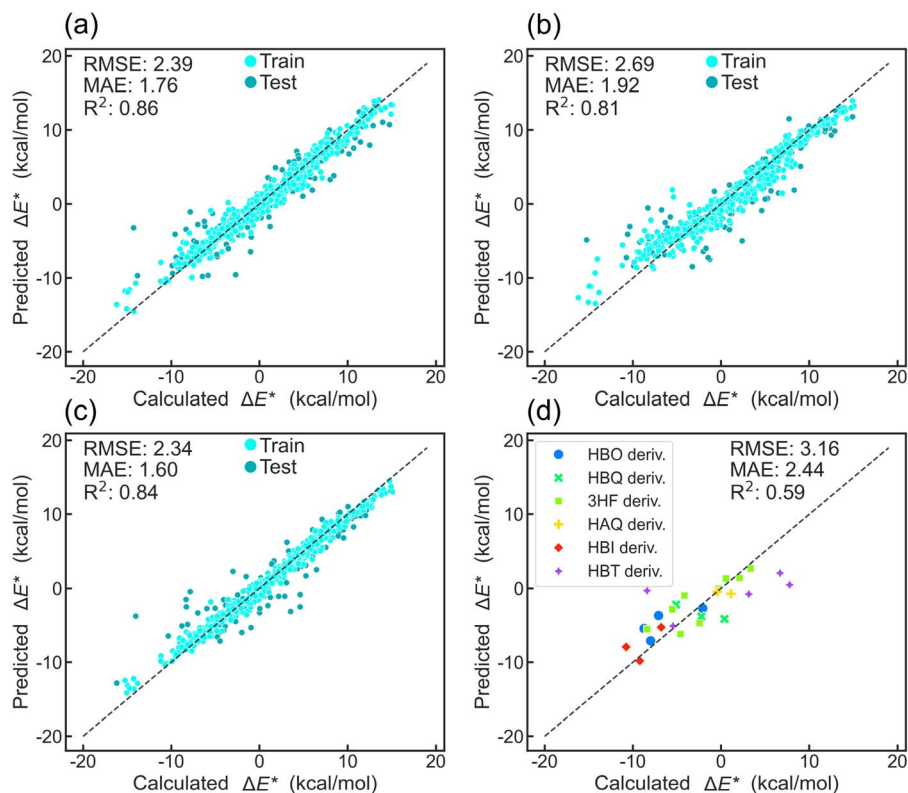 (a)
RMSE: 2.39
MAE: 1.76
R²: 0.86
Train
Test
20
10
0
-10
-20
Predicted ΔE* (kcal/mol)
-20 -10 0 10 20
Calculated ΔE* (kcal/mol)
(b)
RMSE: 2.69
MAE: 1.92
R²: 0.81
Train
Test
20
10
0
-10
-20
Predicted ΔE* (kcal/mol)
-20 -10 0 10 20
Calculated ΔE* (kcal/mol)
(c)
RMSE: 2.34
MAE: 1.60
R²: 0.84
Train
Test
20
10
0
-10
-20
Predicted ΔE* (kcal/mol)
-20 -10 0 10 20
Calculated ΔE* (kcal/mol)
(d)
HBO deriv.
HBQ deriv.
3HF deriv.
HAQ deriv.
HBI deriv.
HBT deriv.
RMSE: 3.16
MAE: 2.44
R²: 0.59
20
10
0
-10
-20
Predicted ΔE* (kcal/mol)
-20 -10 0 10 20
Calculated ΔE* (kcal/mol)